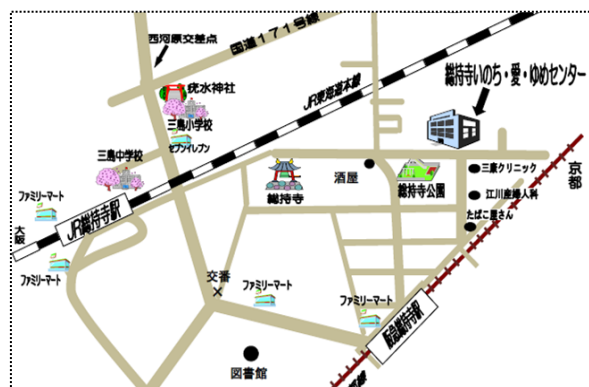 西河原交差点
国道171号線
総持寺いのち・愛・ゆめセンター
疣水神社
JR東海道本線
三島小学校
セブンイレブン
三島中学校
京都
三康クリニック
酒屋
総持寺
総持寺公園
江川産婦人科
ファミリーマート
たばこ屋さん
JR総持寺駅
大阪
ファミリーマート
交番
ファミリーマート
ファミリーマート
阪急総持寺駅
図書館